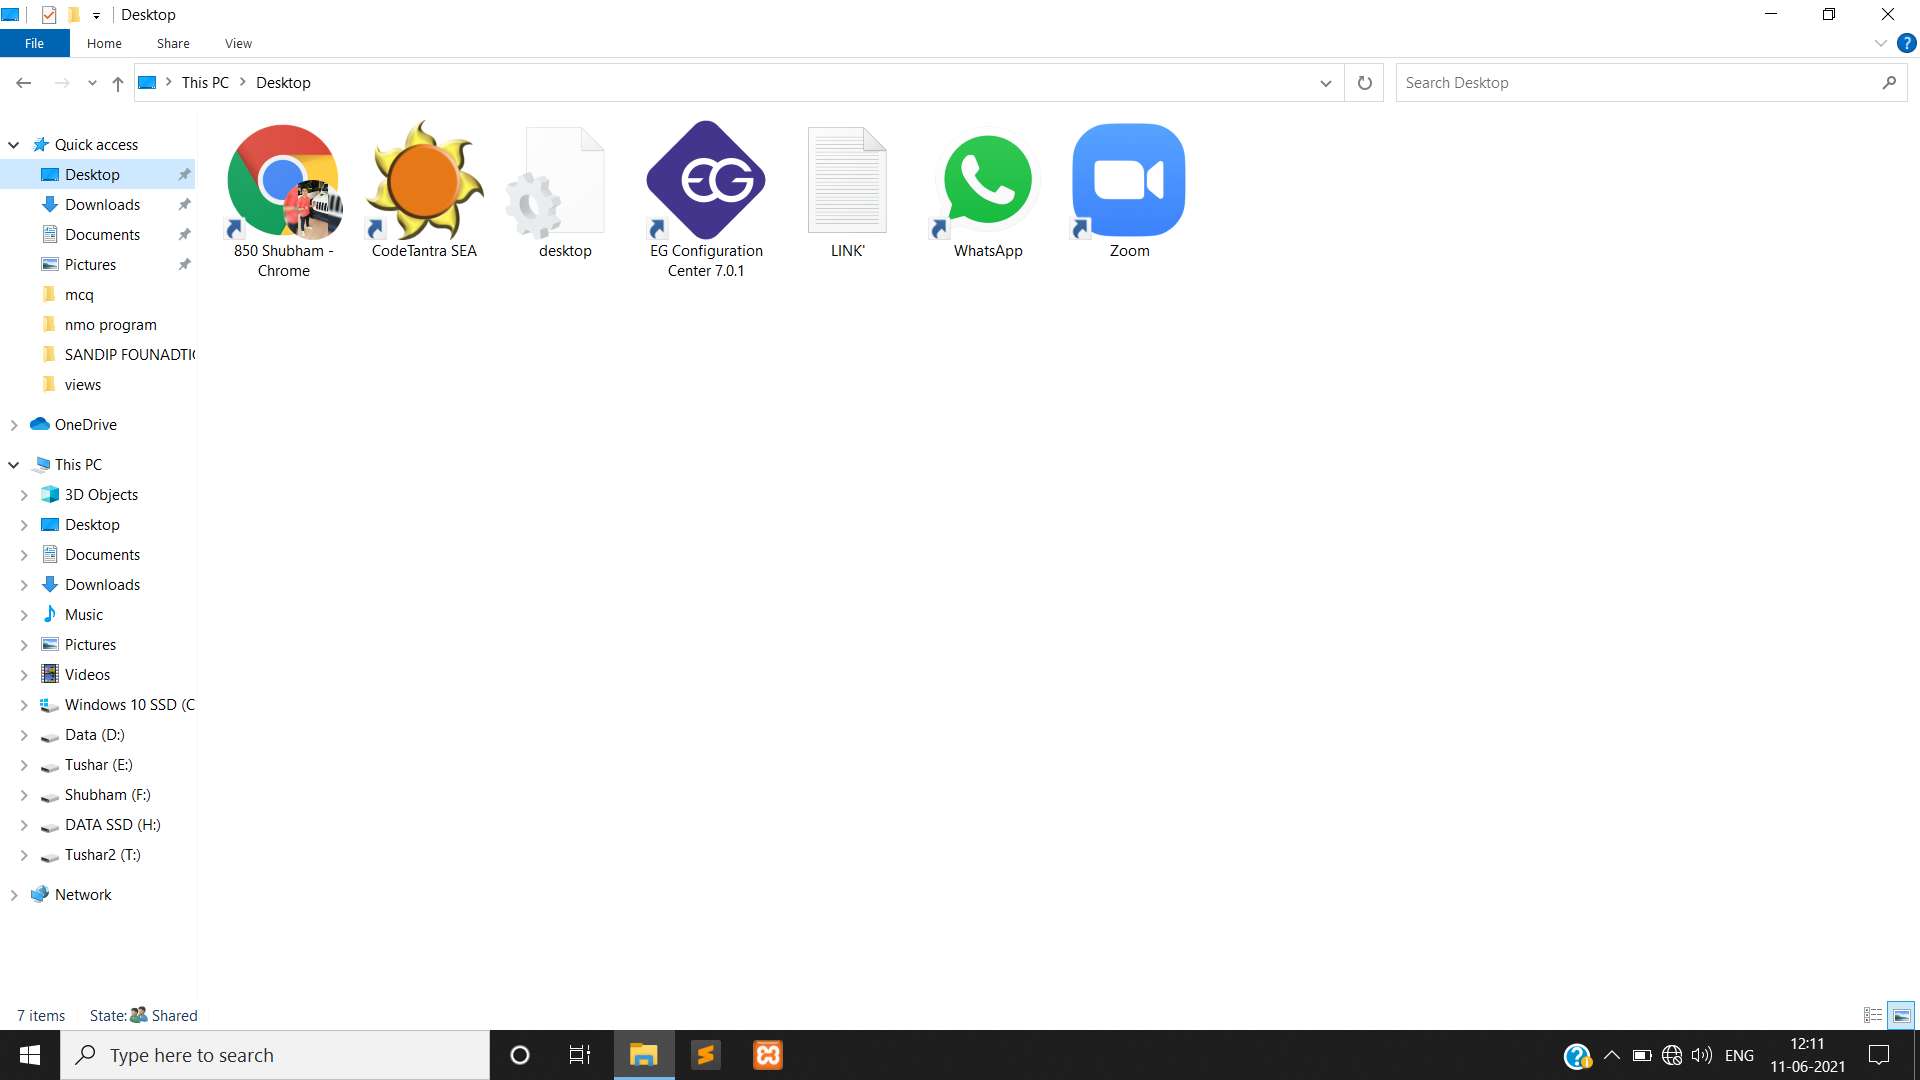 Desktop
File
Home
Share
View
This PC
Desktop
Search Desktop
Quick access
Desktop
Downloads
Documents
Pictures
mcq
nmo program
SANDIP FOUNADTI
views
OneDrive
This PC
3D Objects
Desktop
Documents
Downloads
Music
Pictures
Videos
Windows 10 SSD (C
Data (D:)
Tushar (E:)
Shubham (F:)
DATA SSD (H:)
Tushar2 (T:)
Network
850 Shubham -
Chrome
CodeTantra SEA
desktop
EG
EG Configuration
Center 7.0.1
LINK'
WhatsApp
Zoom
7 items
State: Shared
Type here to search
ENG
12:11
11-06-2021